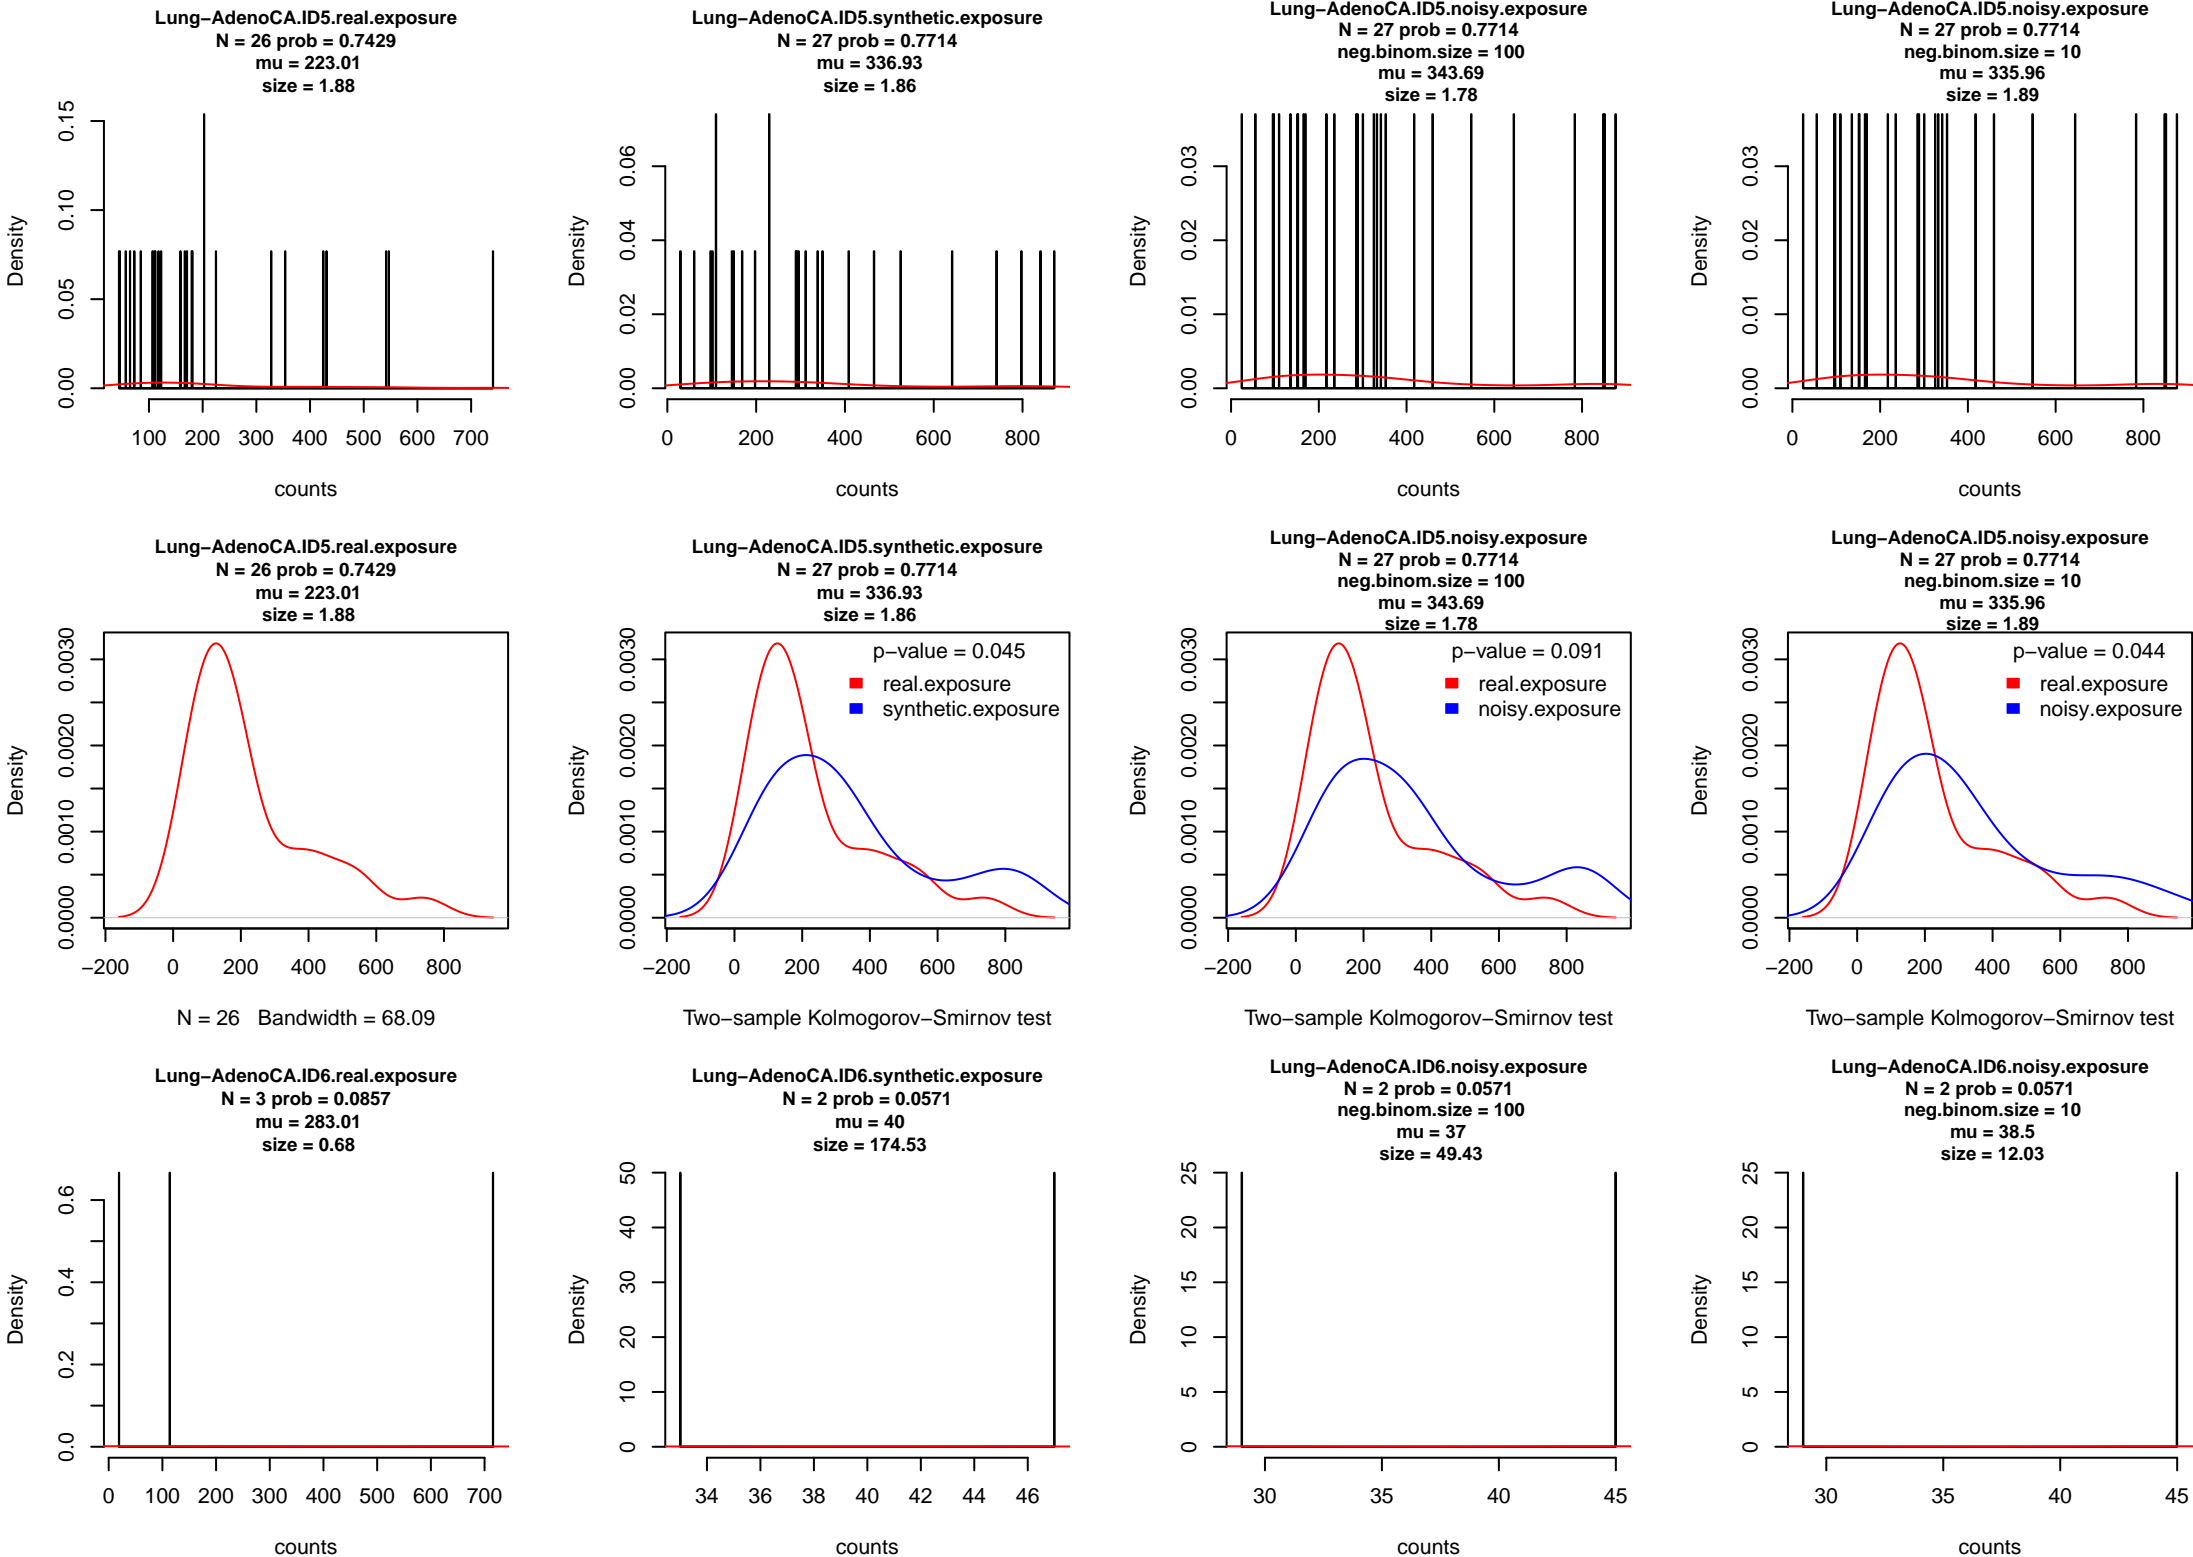 Lung−AdenoCA.ID5.real.exposure
N = 26 prob = 0.7429
mu = 223.01
size = 1.88
Density
0.00 0.05 0.10 0.15
100 200 300 400 500 600 700
counts
Lung−AdenoCA.ID5.synthetic.exposure
N = 27 prob = 0.7714
mu = 336.93
size = 1.86
Density
0.00 0.02 0.04 0.06
0 200 400 600 800
counts
Lung−AdenoCA.ID5.noisy.exposure
N = 27 prob = 0.7714
neg.binom.size = 100
mu = 343.69
size = 1.78
Density
0.00 0.01 0.02 0.03
0 200 400 600 800
counts
Lung−AdenoCA.ID5.noisy.exposure
N = 27 prob = 0.7714
neg.binom.size = 10
mu = 335.96
size = 1.89
Density
0.00 0.01 0.02 0.03
0 200 400 600 800
counts
Lung−AdenoCA.ID5.real.exposure
N = 26 prob = 0.7429
mu = 223.01
size = 1.88
Density
0.0000 0.0010 0.0020 0.0030
−200 0 200 400 600 800
N = 26 Bandwidth = 68.09
Lung−AdenoCA.ID5.synthetic.exposure
N = 27 prob = 0.7714
mu = 336.93
size = 1.86
p−value = 0.045
real.exposure
synthetic.exposure
Density
0.0000 0.0010 0.0020 0.0030
−200 0 200 400 600 800
Two−sample Kolmogorov−Smirnov test
Lung−AdenoCA.ID5.noisy.exposure
N = 27 prob = 0.7714
neg.binom.size = 100
mu = 343.69
size = 1.78
p−value = 0.091
real.exposure
noisy.exposure
Density
0.0000 0.0010 0.0020 0.0030
−200 0 200 400 600 800
Two−sample Kolmogorov−Smirnov test
Lung−AdenoCA.ID5.noisy.exposure
N = 27 prob = 0.7714
neg.binom.size = 10
mu = 335.96
size = 1.89
p−value = 0.044
real.exposure
noisy.exposure
Density
0.0000 0.0010 0.0020 0.0030
−200 0 200 400 600 800
Two−sample Kolmogorov−Smirnov test
Lung−AdenoCA.ID6.real.exposure
N = 3 prob = 0.0857
mu = 283.01
size = 0.68
Density
0.0 0.2 0.4 0.6
0 100 200 300 400 500 600 700
counts
Lung−AdenoCA.ID6.synthetic.exposure
N = 2 prob = 0.0571
mu = 40
size = 174.53
Density
0 10 20 30 40 50
34 36 38 40 42 44 46
counts
Lung−AdenoCA.ID6.noisy.exposure
N = 2 prob = 0.0571
neg.binom.size = 100
mu = 37
size = 49.43
Density
0 5 10 15 20 25
30 35 40 45
counts
Lung−AdenoCA.ID6.noisy.exposure
N = 2 prob = 0.0571
neg.binom.size = 10
mu = 38.5
size = 12.03
Density
0 5 10 15 20 25
30 35 40 45
counts